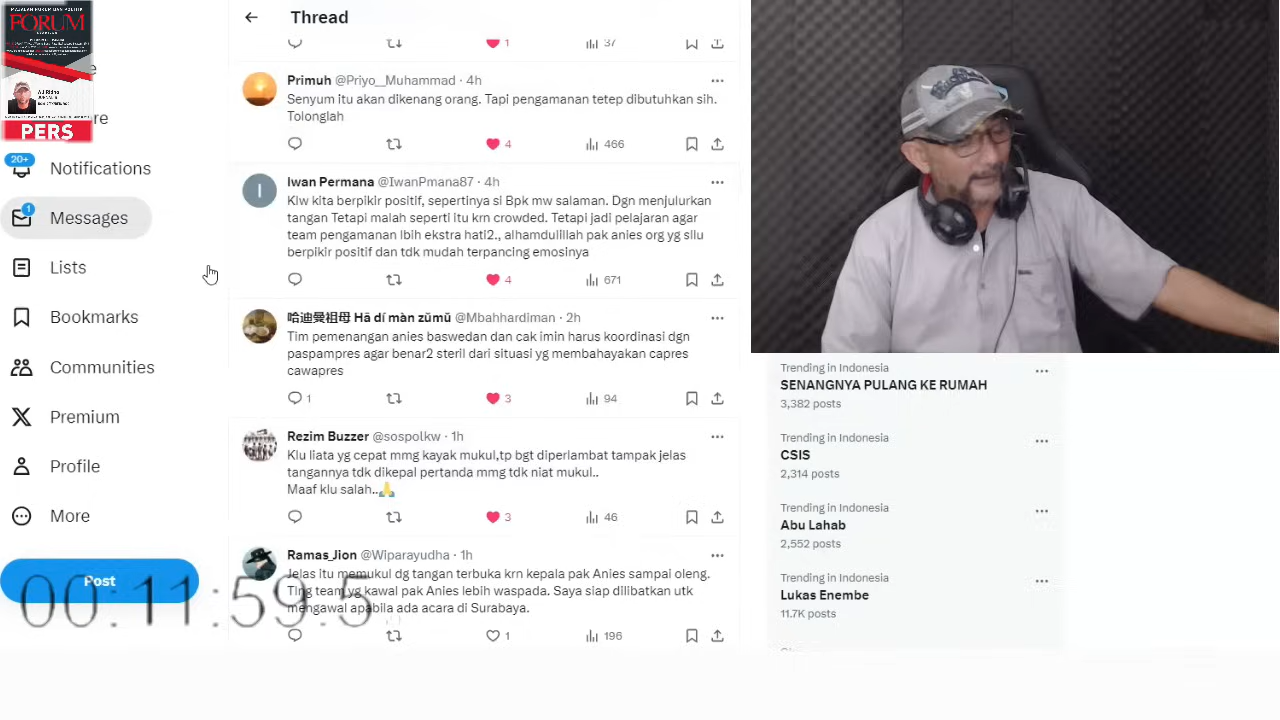 MAJALAH FORUM DAN POLITIK
FORUM
Ali Ridho
PERS
Thread
1
37
Primuh @Priyo__Muhammad · 4h
Senyum itu akan dikenang orang. Tapi pengamanan tetep dibutuhkan sih.
Tolonglah
4
466
20+
Notifications
Iwan Permana @IwanPmana87 · 4h
I
Klw kita berpikir positif, sepertinya si Bpk mw salaman. Dgn menjulurkan
1
Messages
tangan Tetapi malah seperti itu krn crowded. Tetapi jadi pelajaran agar
team pengamanan lbih ekstra hati2., alhamdulillah pak anies org yg sllu
berpikir positif dan tdk mudah terpancing emosinya
Lists
4
671
Bookmarks
哈迪曼祖母 Hā dí màn zǔmǔ @Mbahhardiman · 2h
Tim pemenangan anies baswedan dan cak imin harus koordinasi dgn
paspampres agar benar2 steril dari situasi yg membahayakan capres
cawapres
Communities
1
3
94
Premium
Rezim Buzzer @sospolkw · 1h
Klu liata yg cepat mmg kayak mukul,tp bgt diperlambat tampak jelas
tangannya tdk dikepal pertanda mmg tdk niat mukul..
Maaf klu salah..🙏
Profile
More
3
46
Ramas_Jion @Wiparayudha · 1h
Jelas itu memukul dg tangan terbuka krn kepala pak Anies sampai oleng.
Ting team yg kawal pak Anies lebih waspada. Saya siap dilibatkan utk
mengawal apabila ada acara di Surabaya.
1
196
Post
00:11:59.5
Trending in Indonesia
SENANGNYA PULANG KE RUMAH
3,382 posts
Trending in Indonesia
CSIS
2,314 posts
Trending in Indonesia
Abu Lahab
2,552 posts
Trending in Indonesia
Lukas Enembe
11.7K posts